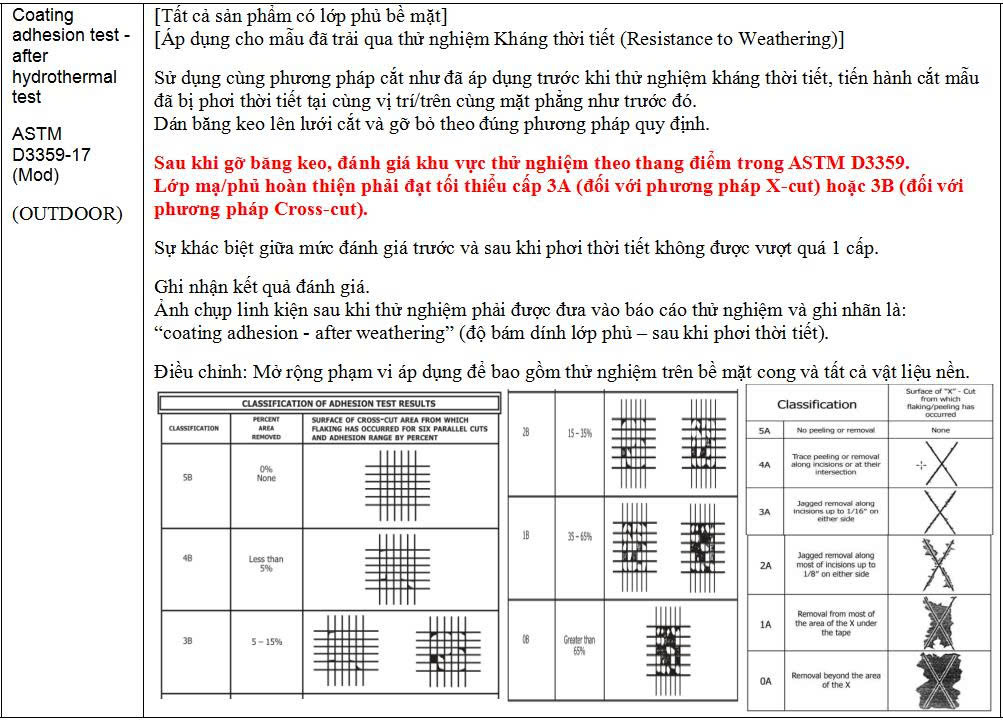 Coating
adhesion test -
after
hydrothermal
test
ASTM
D3359-17
(Mod)
(OUTDOOR)
[Tất cả sản phẩm có lớp phủ bề mặt]
[Áp dụng cho mẫu đã trải qua thử nghiệm Kháng thời tiết (Resistance to Weathering)]
Sử dụng cùng phương pháp cắt như đã áp dụng trước khi thử nghiệm kháng thời tiết, tiến hành cắt mẫu
đã bị phơi thời tiết tại cùng vị trí/trên cùng mặt phẳng như trước đó.
Dán băng keo lên lưới cắt và gỡ bỏ theo đúng phương pháp quy định.
Sau khi gỡ băng keo, đánh giá khu vực thử nghiệm theo thang điểm trong ASTM D3359.
Lớp mạ/phủ hoàn thiện phải đạt tối thiểu cấp 3A (đối với phương pháp X-cut) hoặc 3B (đối với
phương pháp Cross-cut).
Sự khác biệt giữa mức đánh giá trước và sau khi phơi thời tiết không được vượt quá 1 cấp.
Ghi nhận kết quả đánh giá.
Ảnh chụp linh kiện sau khi thử nghiệm phải được đưa vào báo cáo thử nghiệm và ghi nhãn là:
“coating adhesion - after weathering” (độ bám dính lớp phủ – sau khi phơi thời tiết).
Điều chỉnh: Mở rộng phạm vi áp dụng để bao gồm thử nghiệm trên bề mặt cong và tất cả vật liệu nền.
CLASSIFICATION OF ADHESION TEST RESULTS
CLASSIFICATION
PERCENT
AREA
REMOVED
SURFACE OF CROSS-CUT AREA FROM WHICH
FLAKING HAS OCCURRED FOR SIX PARALLEL CUTS
AND ADHESION RANGE BY PERCENT
5B
0%
None
4B
Less than
5%
3B
5 – 15%
2B
15 – 35%
1B
35 – 65%
0B
Greater than
65%
Classification
Surface of "X" - Cut
from which
flaking/peeling has
occurred
5A
No peeling or removal
None
4A
Trace peeling or removal
along incisions or at their
intersection
3A
Jagged removal along
incisions up to 1/16" on
either side
2A
Jagged removal along
most of incisions up to
1/8" on either side
1A
Removal from most of
the area of the X under
the tape
0A
Removal beyond the area
of the X